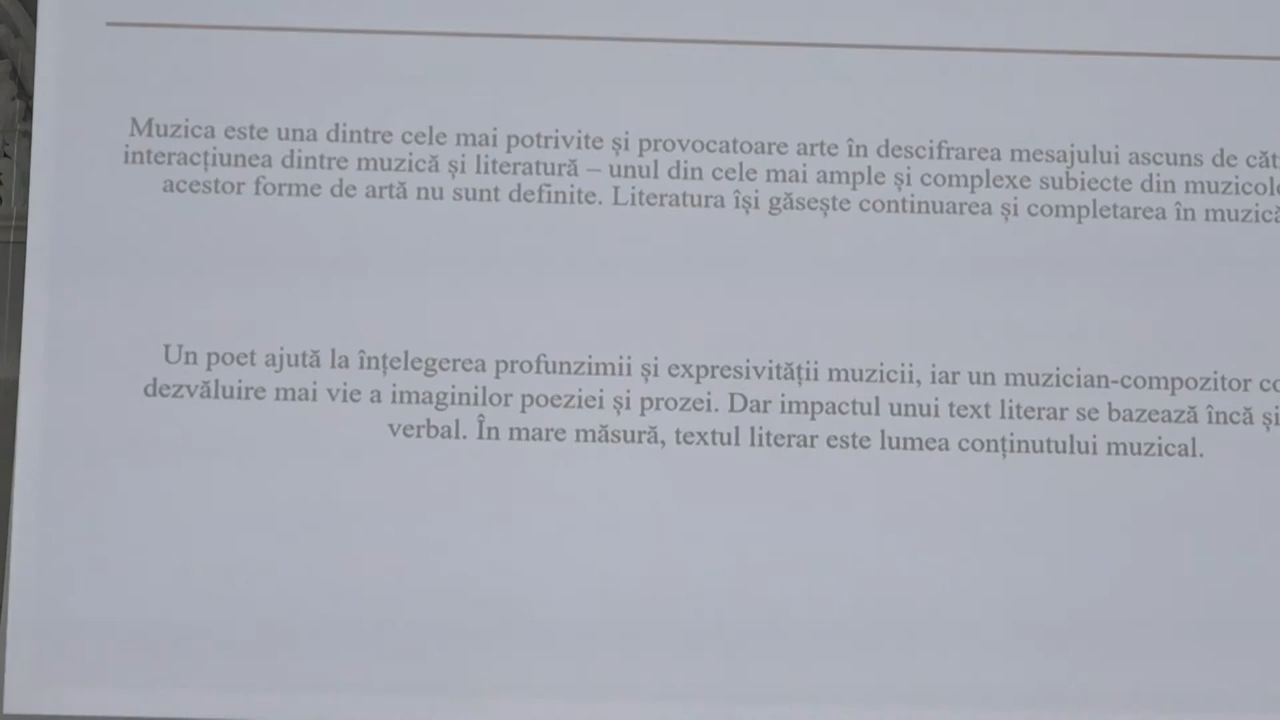 Muzica este una dintre cele mai potrivite și provocatoare arte în descifrarea mesajului ascuns de căt
interacțiunea dintre muzică și literatură – unul din cele mai ample și complexe subiecte din muzicolo
acestor forme de artă nu sunt definite. Literatura își găsește continuarea și completarea în muzică
Un poet ajută la înțelegerea profunzimii și expresivității muzicii, iar un muzician-compozitor co
dezvăluire mai vie a imaginilor poeziei și prozei. Dar impactul unui text literar se bazează încă și
verbal. În mare măsură, textul literar este lumea conținutului muzical.